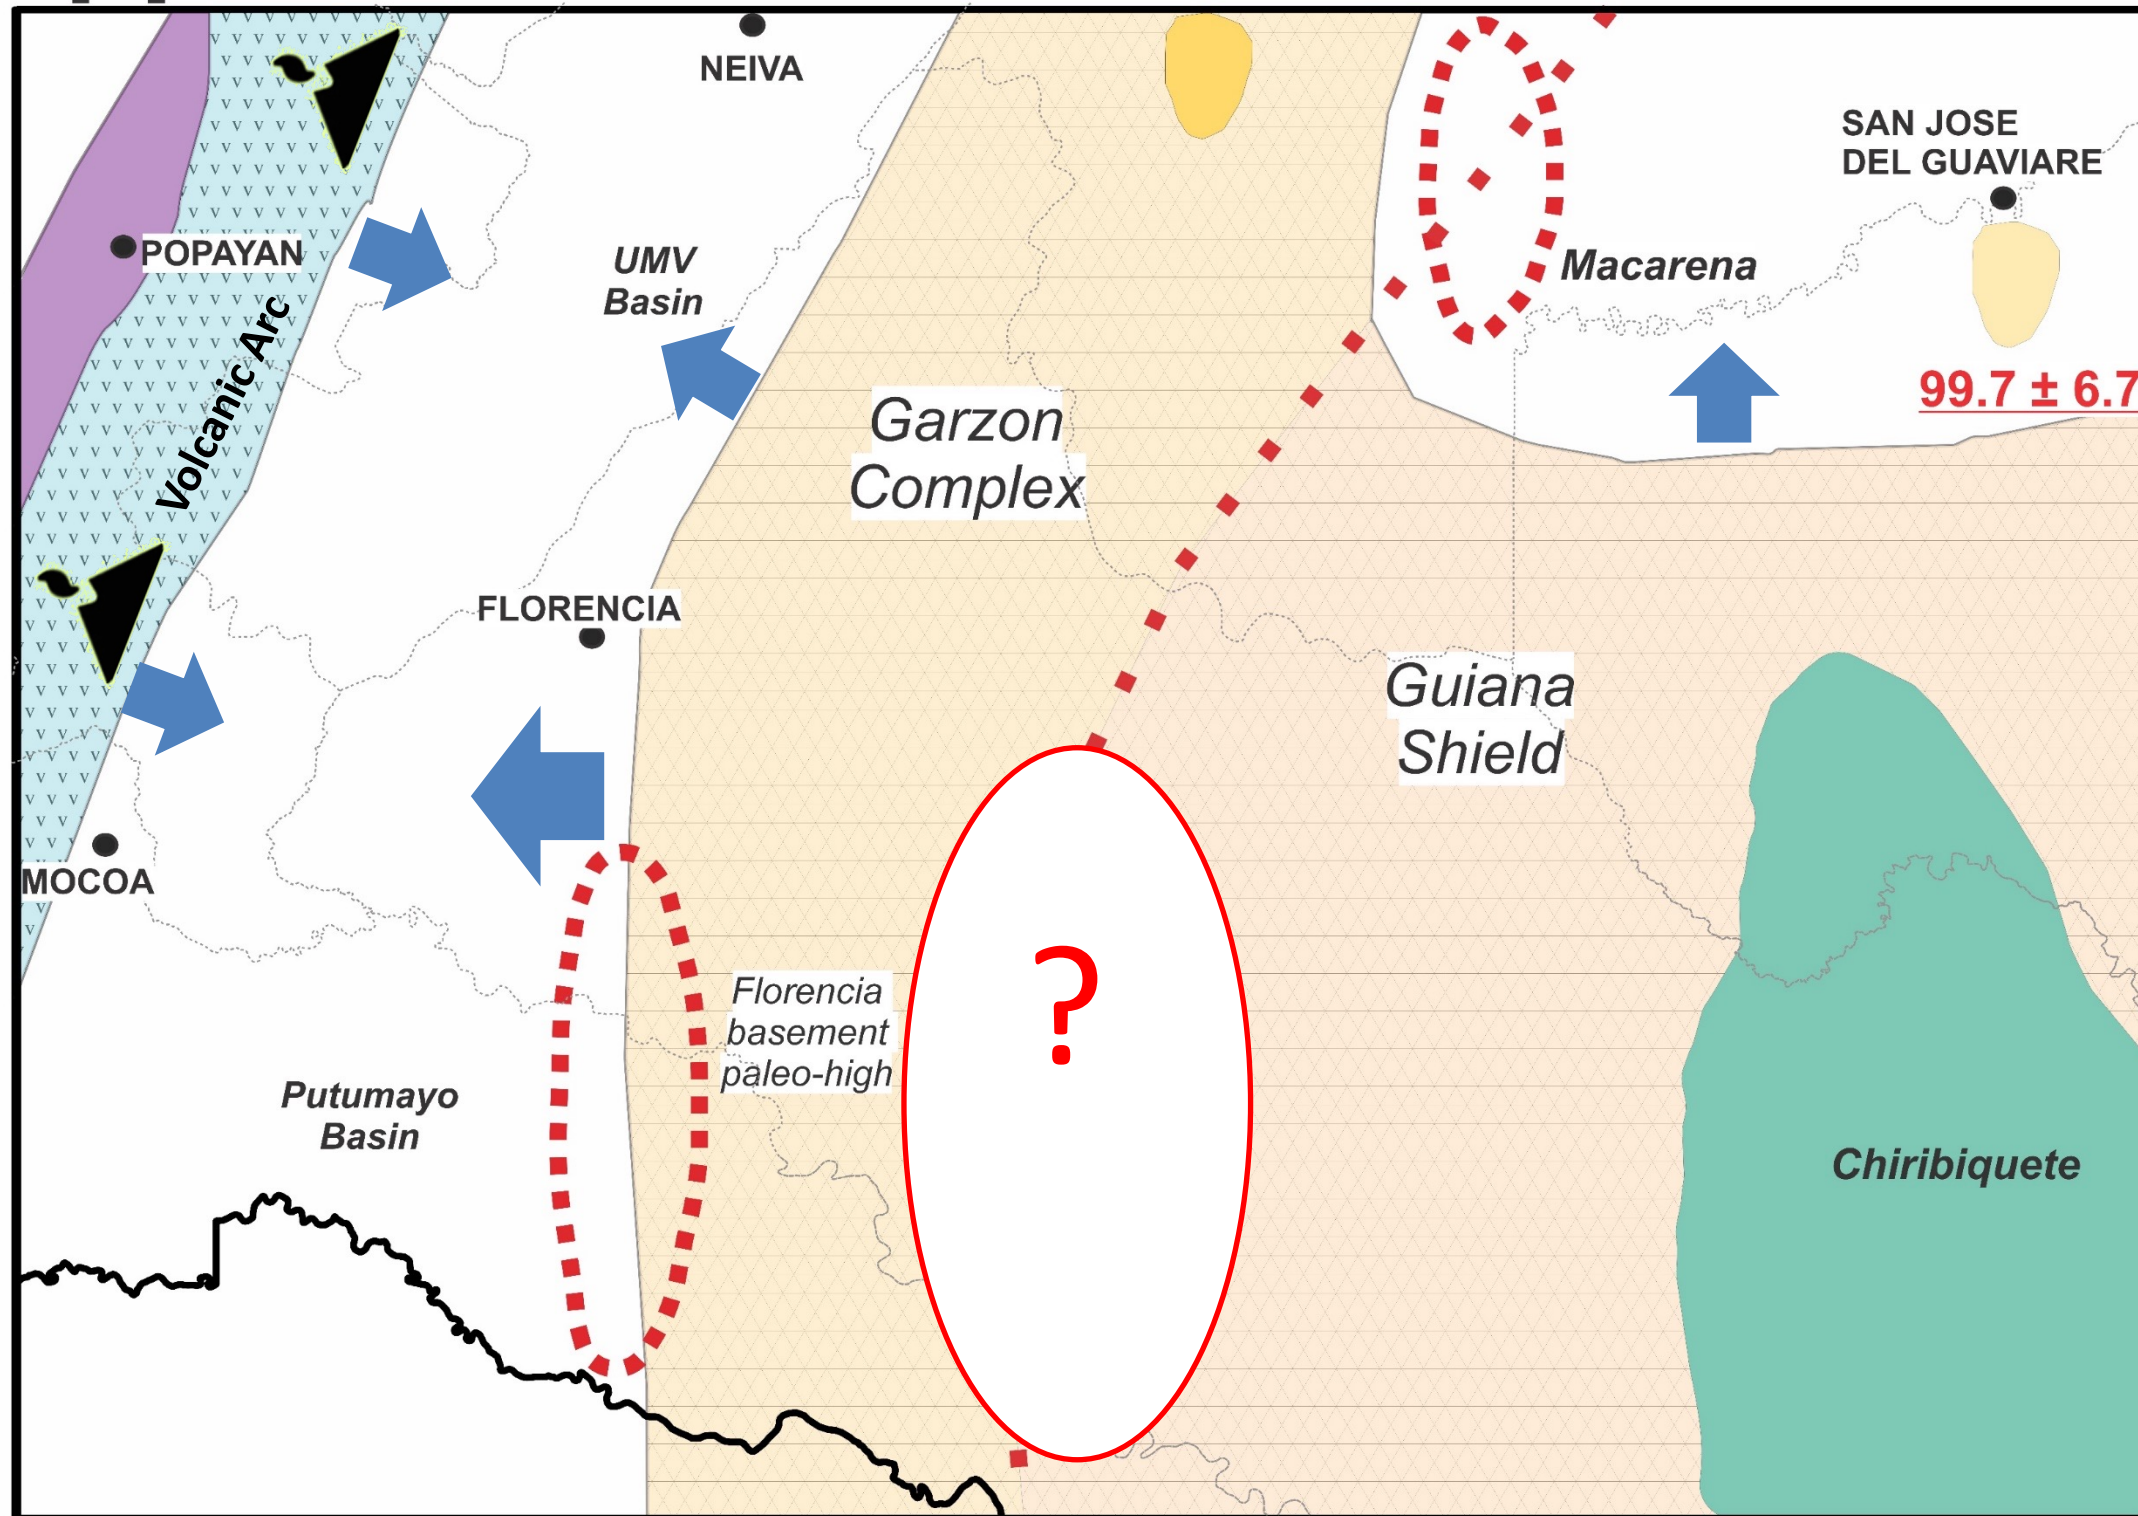 NEIVA
SAN JOSE
DEL GUAVIARE
POPAYAN
UMV
Basin
Macarena
Volcanic Arc
99.7 ± 6.7
Garzon
Complex
FLORENCIA
Guiana
Shield
MOCOA
?
Florencia
basement
paleo-high
Putumayo
Basin
Chiribiquete